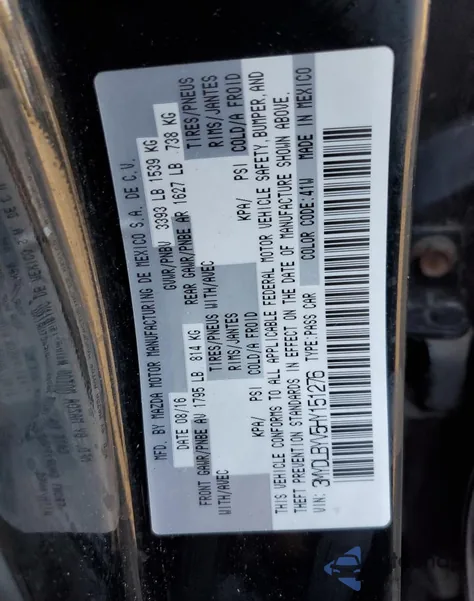 MFD. BY MAZDA MOTOR MANUFACTURING DE MEXICO S.A. DE C.V.
DATE 08/16 GVWR/PNBV 3393 LB 1539 KG
FRONT GAWR/PNBE AV 1795 LB 814 KG REAR GAWR/PNBE AR 1627 LB 738 KG
WITH/AVEC TIRES/PNEUS WITH/AVEC TIRES/PNEUS
RIMS/JANTES RIMS/JANTES
KPA/ PSI COLD/A FROID KPA/ PSI COLD/A FROID
THIS VEHICLE CONFORMS TO ALL APPLICABLE FEDERAL MOTOR VEHICLE SAFETY, BUMPER, AND
THEFT PREVENTION STANDARDS IN EFFECT ON THE DATE OF MANUFACTURE SHOWN ABOVE.
VIN: 3MYDLBYV5HY151276 TYPE:PASS CAR COLOR CODE:41W MADE IN MEXICO